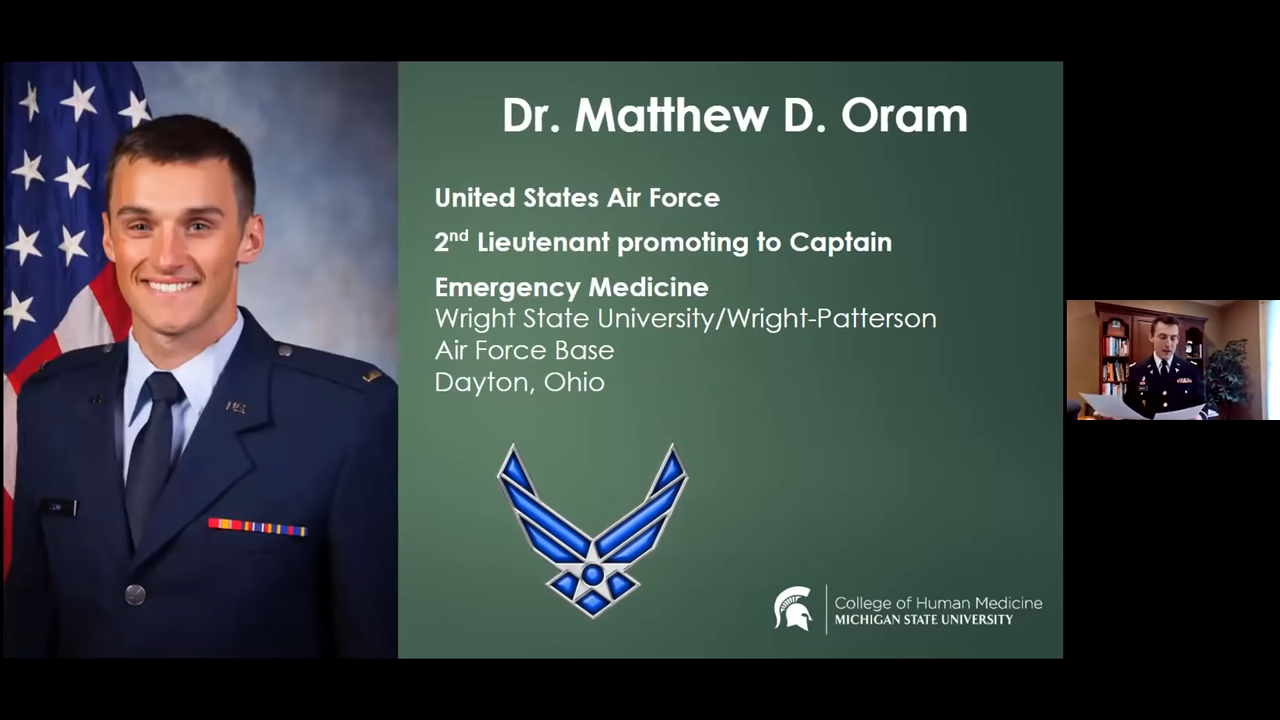 Dr. Matthew D. Oram
United States Air Force
2nd Lieutenant promoting to Captain
Emergency Medicine
Wright State University/Wright-Patterson
Air Force Base
Dayton, Ohio
College of Human Medicine
MICHIGAN STATE UNIVERSITY